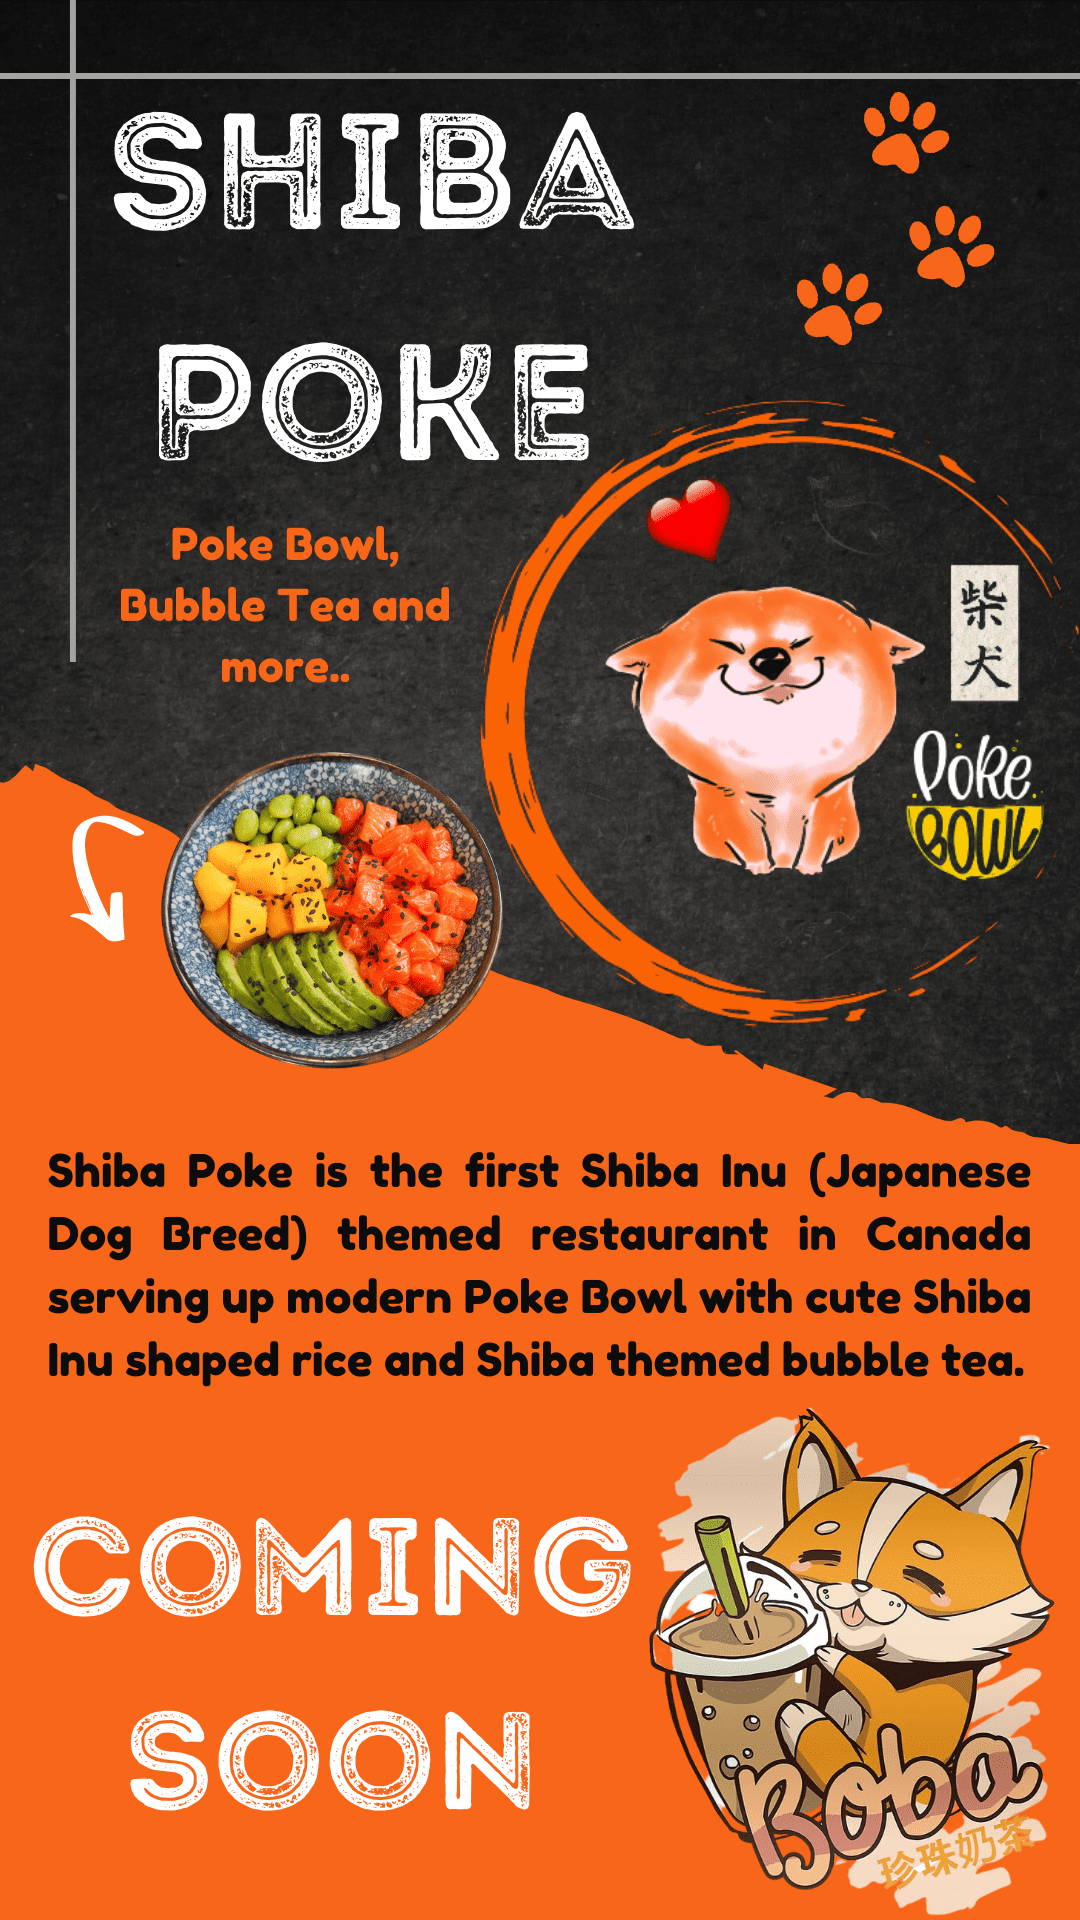 SHIBA
POKE
Poke Bowl,
Bubble Tea and
more..
柴
犬
Poke
BOWL
Shiba Poke is the first Shiba Inu (Japanese
Dog Breed) themed restaurant in Canada
serving up modern Poke Bowl with cute Shiba
Inu shaped rice and Shiba themed bubble tea.
COMING
SOON
Boba
珍珠奶茶